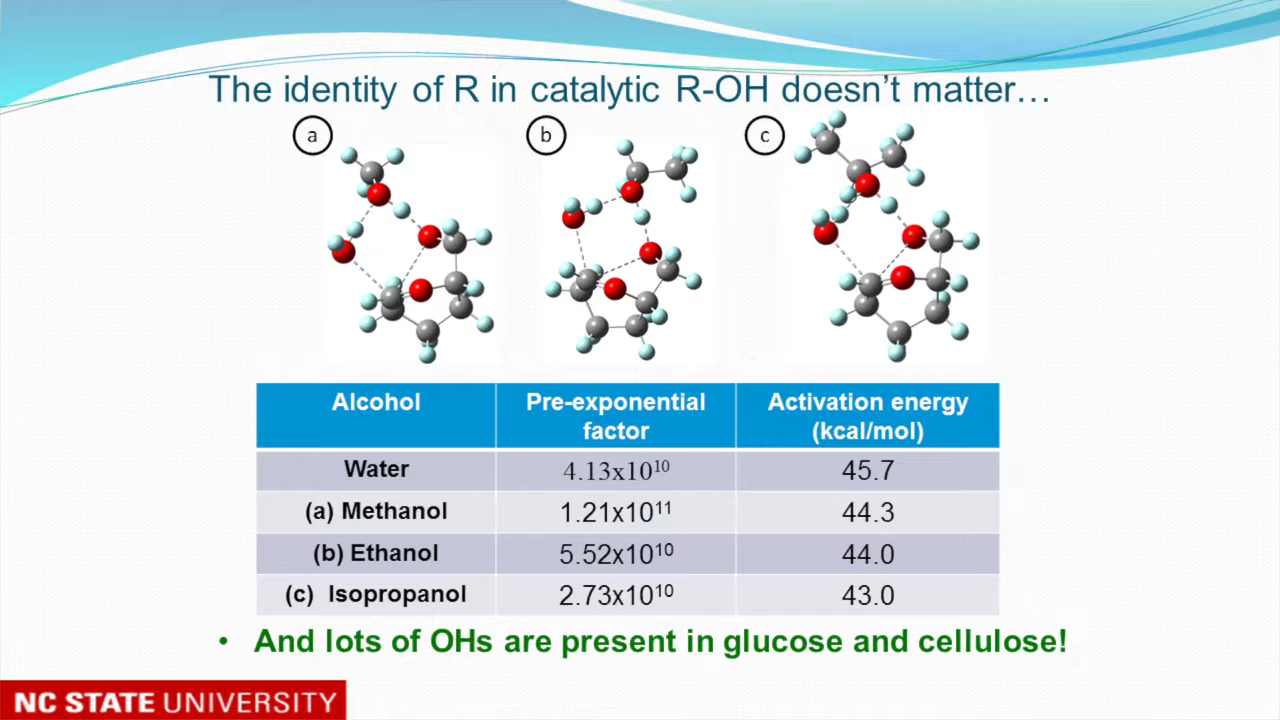 The identity of R in catalytic R-OH doesn't matter…
a b c
Alcohol Pre-exponential factor Activation energy (kcal/mol)
Water 4.13x10¹⁰ 45.7
(a) Methanol 1.21x10¹¹ 44.3
(b) Ethanol 5.52x10¹⁰ 44.0
(c) Isopropanol 2.73x10¹⁰ 43.0
• And lots of OHs are present in glucose and cellulose!
NC STATE UNIVERSITY